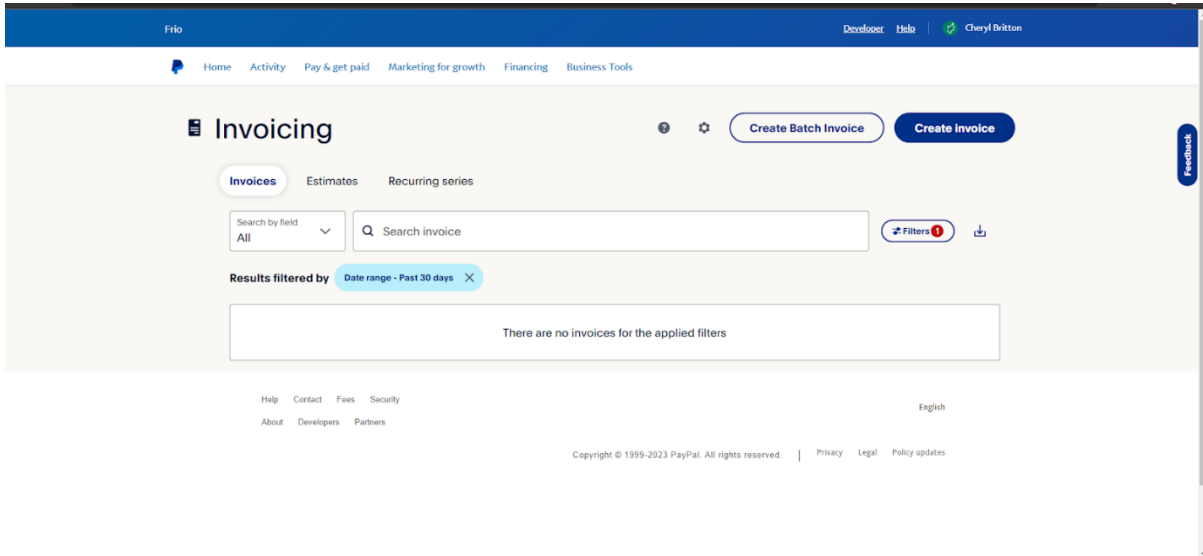 Frio Developer Help Cheryl Britton
Home Activity Pay & get paid Marketing for growth Financing Business Tools
Invoicing
Create Batch Invoice Create invoice
Feedback
Invoices Estimates Recurring series
Search by field
All
Search invoice
Filters 1
Results filtered by Date range - Past 30 days
There are no invoices for the applied filters
Help Contact Fees Security
English
About Developers Partners
Copyright © 1999-2023 PayPal. All rights reserved. | Privacy Legal Policy updates